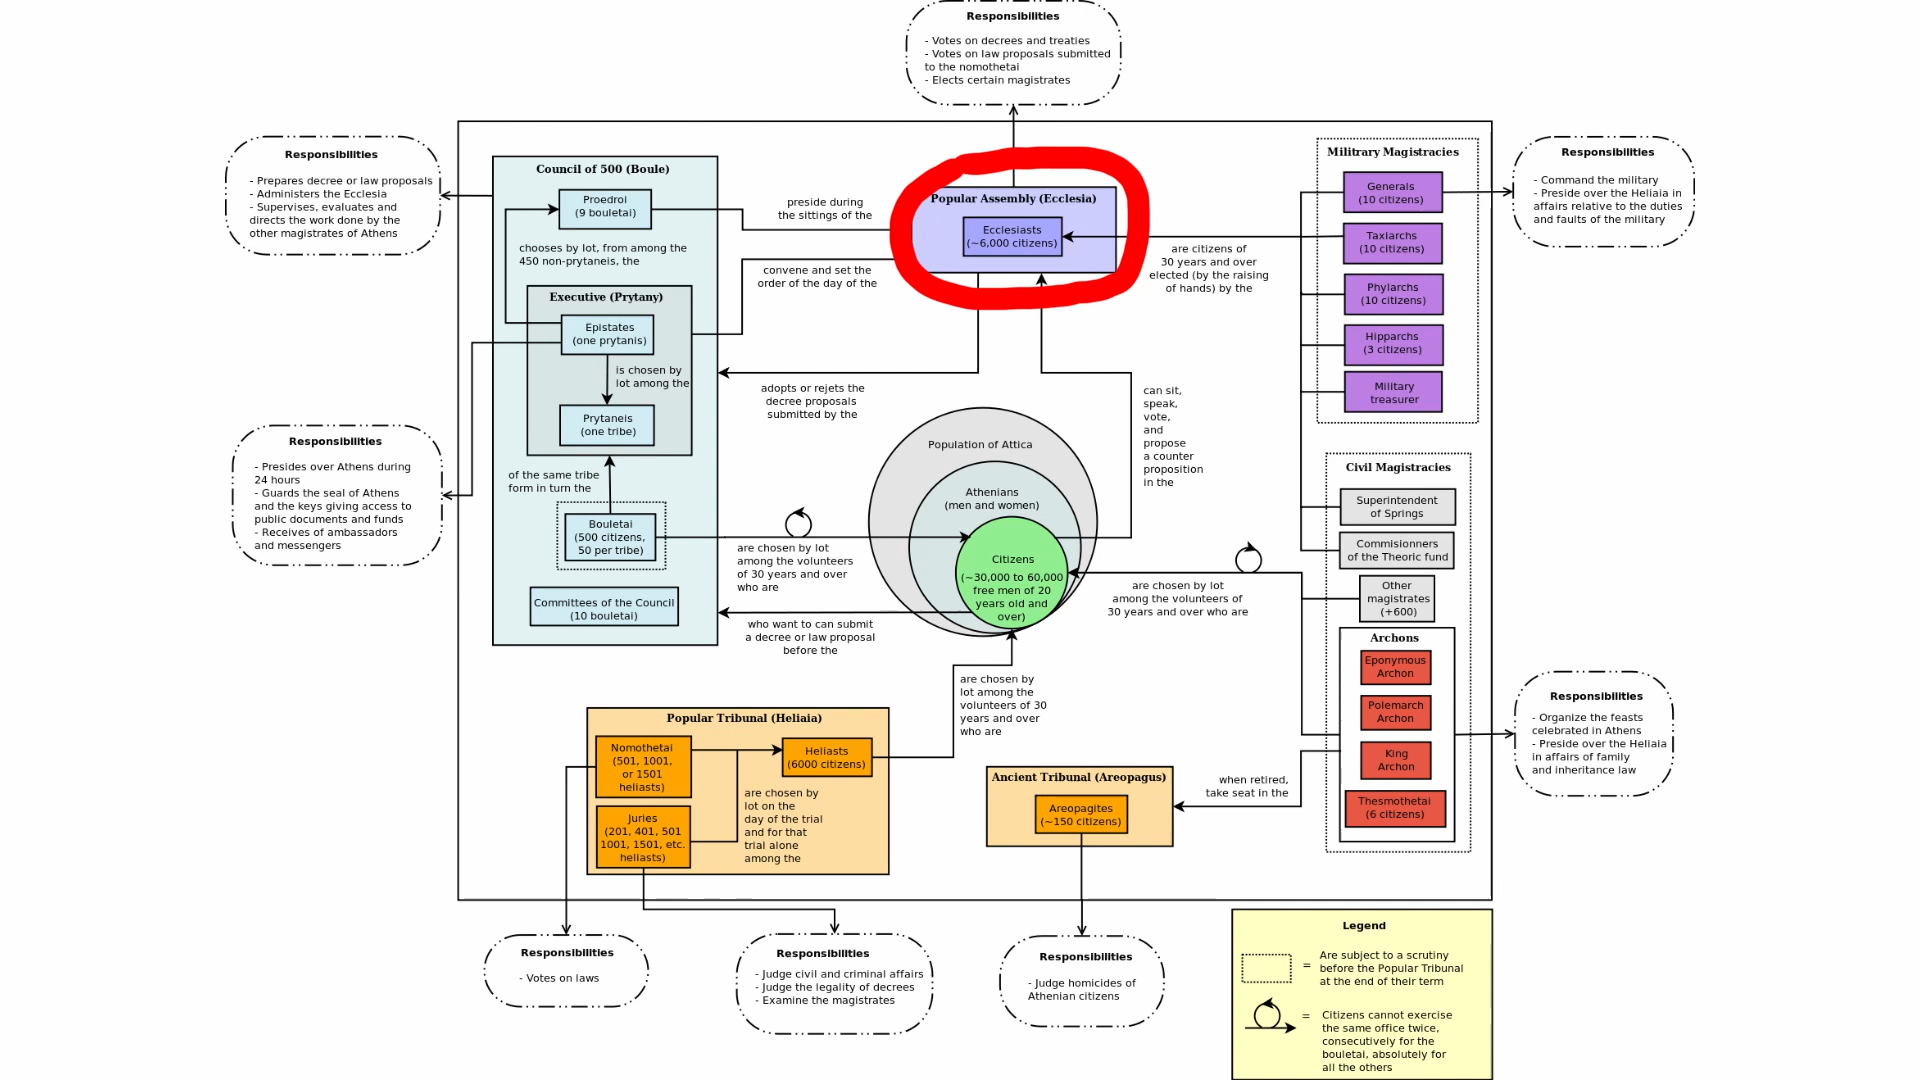 Responsibilities
- Votes on decrees and treaties
- Votes on law proposals submitted
to the nomothetai
- Elects certain magistrates
Responsibilities
- Prepares decree or law proposals
- Administers the Ecclesia
- Supervises, evaluates and
directs the work done by the
other magistrates of Athens
Council of 500 (Boule)
Proedroi
(9 bouletai)
chooses by lot, from among the
450 non-prytaneis, the
Executive (Prytany)
Epistates
(one prytanis)
is chosen by
lot among the
Prytaneis
(one tribe)
of the same tribe
form in turn the
Bouletai
(500 citizens,
50 per tribe)
Committees of the Council
(10 bouletai)
preside during
the sittings of the
convene and set the
order of the day of the
Popular Assembly (Ecclesia)
Ecclesiasts
(~6,000 citizens)
are citizens of
30 years and over
elected (by the raising
of hands) by the
Military Magistracies
Generals
(10 citizens)
Taxiarchs
(10 citizens)
Phylarchs
(10 citizens)
Hipparchs
(3 citizens)
Military
treasurer
Responsibilities
- Command the military
- Preside over the Heliaia in
affairs relative to the duties
and faults of the military
adopts or rejets the
decree proposals
submitted by the
can sit,
speak,
vote,
and
propose
a counter
proposition
in the
Responsibilities
- Presides over Athens during
24 hours
- Guards the seal of Athens
and the keys giving access to
public documents and funds
- Receives of ambassadors
and messengers
Population of Attica
Athenians
(men and women)
Citizens
(~30,000 to 60,000
free men of 20
years old and
over)
are chosen by lot
among the volunteers
of 30 years and over
who are
who want to can submit
a decree or law proposal
before the
are chosen by lot
among the volunteers of
30 years and over who are
Civil Magistracies
Superintendent
of Springs
Commisionners
of the Theoric fund
Other
magistrates
(+600)
Archons
Eponymous
Archon
Polemarch
Archon
King
Archon
Thesmothetai
(6 citizens)
Responsibilities
- Organize the feasts
celebrated in Athens
- Preside over the Heliaia
in affairs of family
and inheritance law
are chosen by
lot among the
volunteers of 30
years and over
who are
Popular Tribunal (Heliaia)
Nomothetai
(501, 1001,
or 1501
heliasts)
Heliasts
(6000 citizens)
Juries
(201, 401, 501
1001, 1501, etc.
heliasts)
are chosen by
lot on the
day of the trial
and for that
trial alone
among the
Ancient Tribunal (Areopagus)
Areopagites
(~150 citizens)
when retired,
take seat in the
Responsibilities
- Votes on laws
Responsibilities
- Judge civil and criminal affairs
- Judge the legality of decrees
- Examine the magistrates
Responsibilities
- Judge homicides of
Athenian citizens
Legend
= Are subject to a scrutiny
before the Popular Tribunal
at the end of their term
= Citizens cannot exercise
the same office twice,
consecutively for the
bouletai, absolutely for
all the others